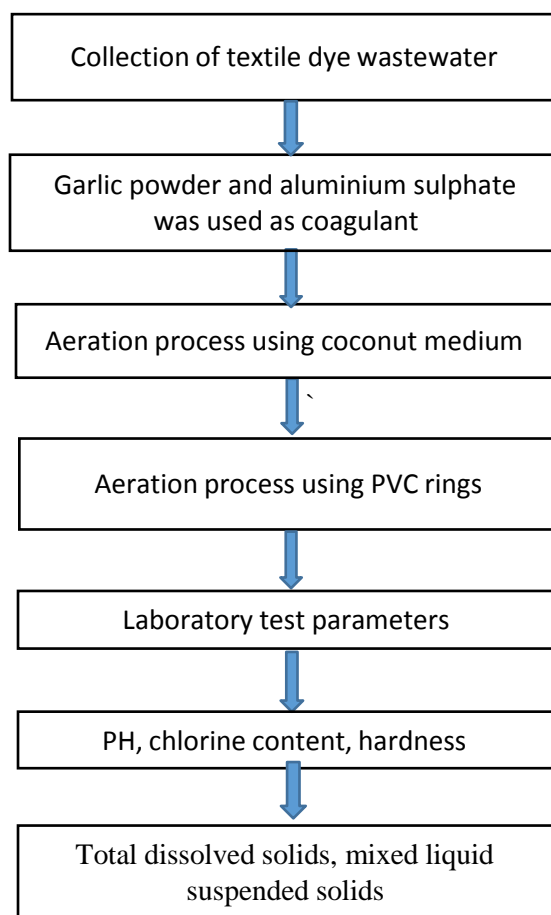 Collection of textile dye wastewater
Garlic powder and aluminium sulphate
was used as coagulant
Aeration process using coconut medium
`
Aeration process using PVC rings
Laboratory test parameters
PH, chlorine content, hardness
Total dissolved solids, mixed liquid
suspended solids